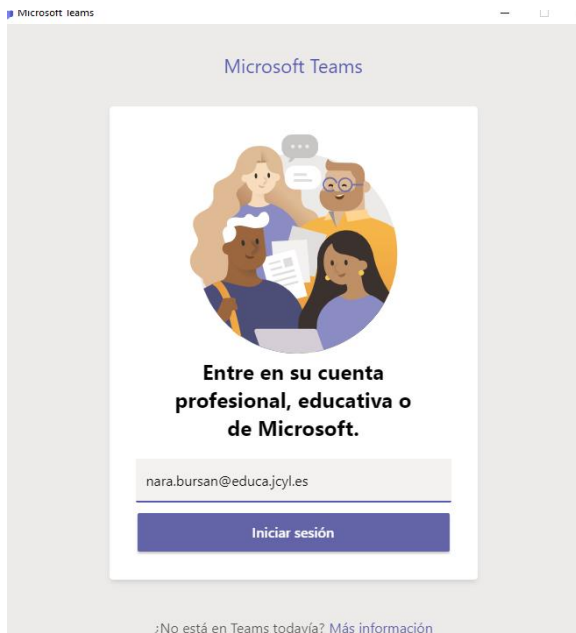 Microsoft Teams
Microsoft Teams
Entre en su cuenta
profesional, educativa o
de Microsoft.
nara.bursan@educa.jcyl.es
Iniciar sesión
¿No está en Teams todavía? Más información